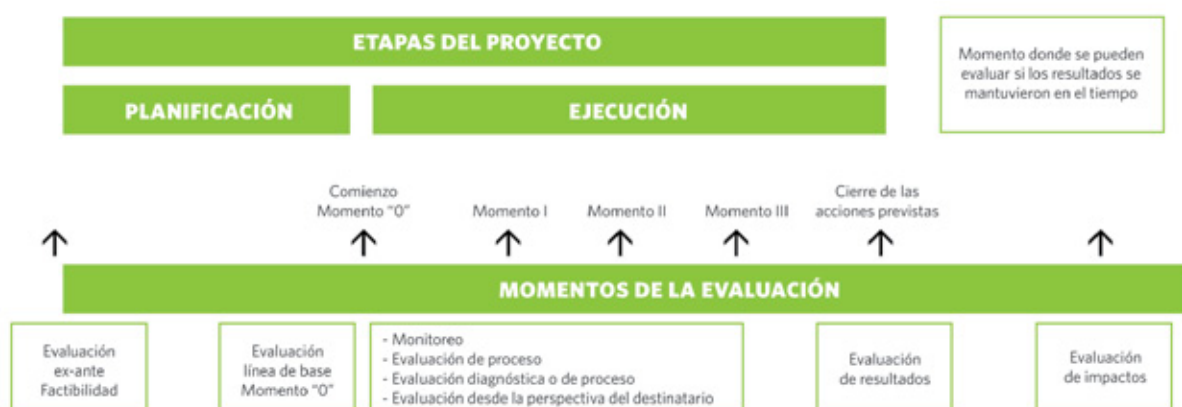 ETAPAS DEL PROYECTO
PLANIFICACIÓN
EJECUCIÓN
Momento donde se pueden
evaluar si los resultados se
mantuvieron en el tiempo
Comienzo
Momento "0"
Momento I
Momento II
Momento III
Cierre de las
acciones previstas
MOMENTOS DE LA EVALUACIÓN
Evaluación
ex-ante
Factibilidad
Evaluación
línea de base
Momento "0"
- Monitoreo
- Evaluación de proceso
- Evaluación diagnóstica o de proceso
- Evaluación desde la perspectiva del destinatario
Evaluación
de resultados
Evaluación
de impactos